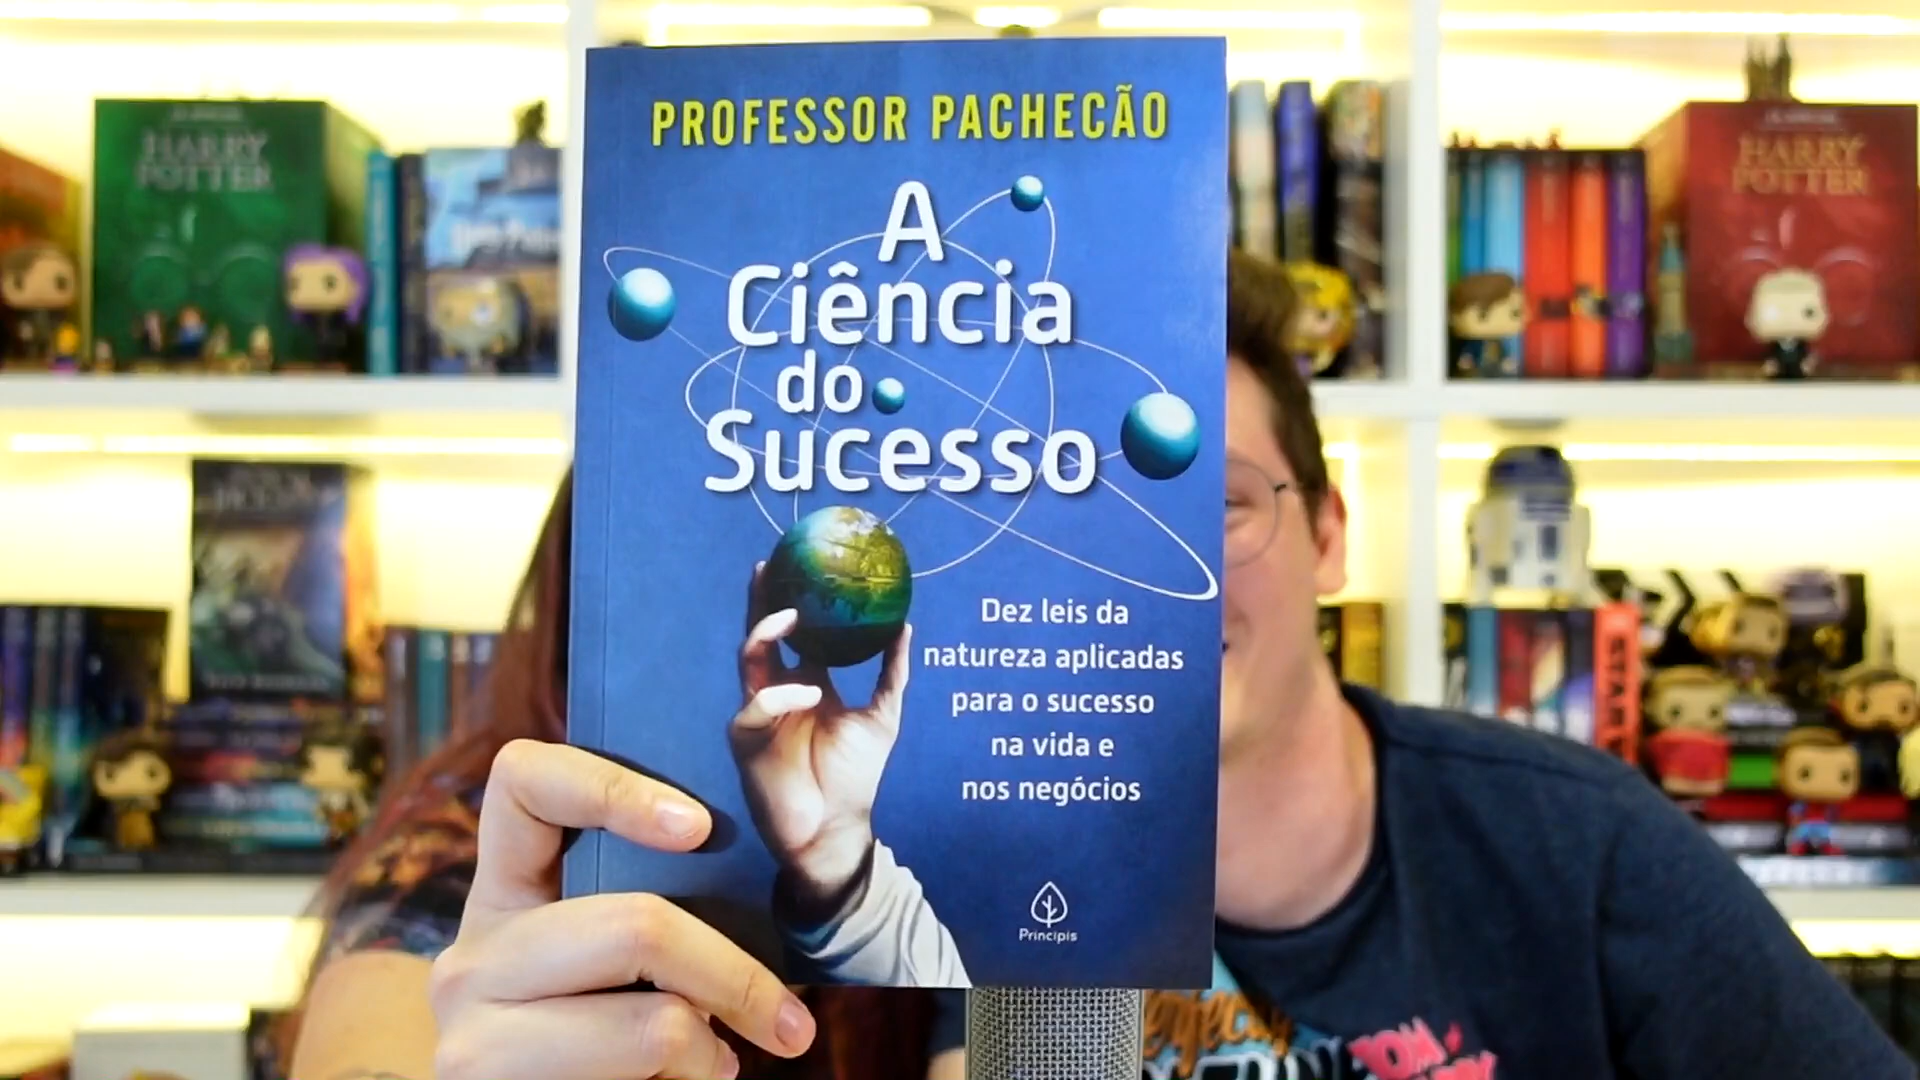 PROFESSOR PACHECÃO
A
Ciência
do
Sucesso
Dez leis da
natureza aplicadas
para o sucesso
na vida e
nos negócios
Principis
HARRY
POTTER
HARRY
POTTER
STAR